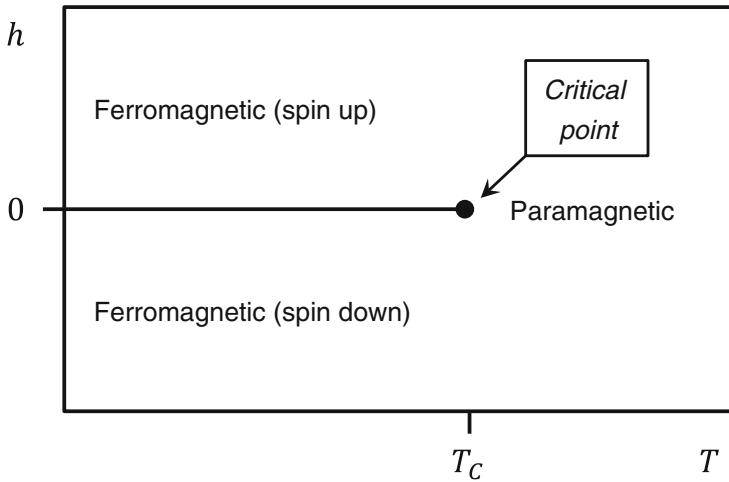 h
Ferromagnetic (spin up)
Critical
point
0
Paramagnetic
Ferromagnetic (spin down)
T_C
T